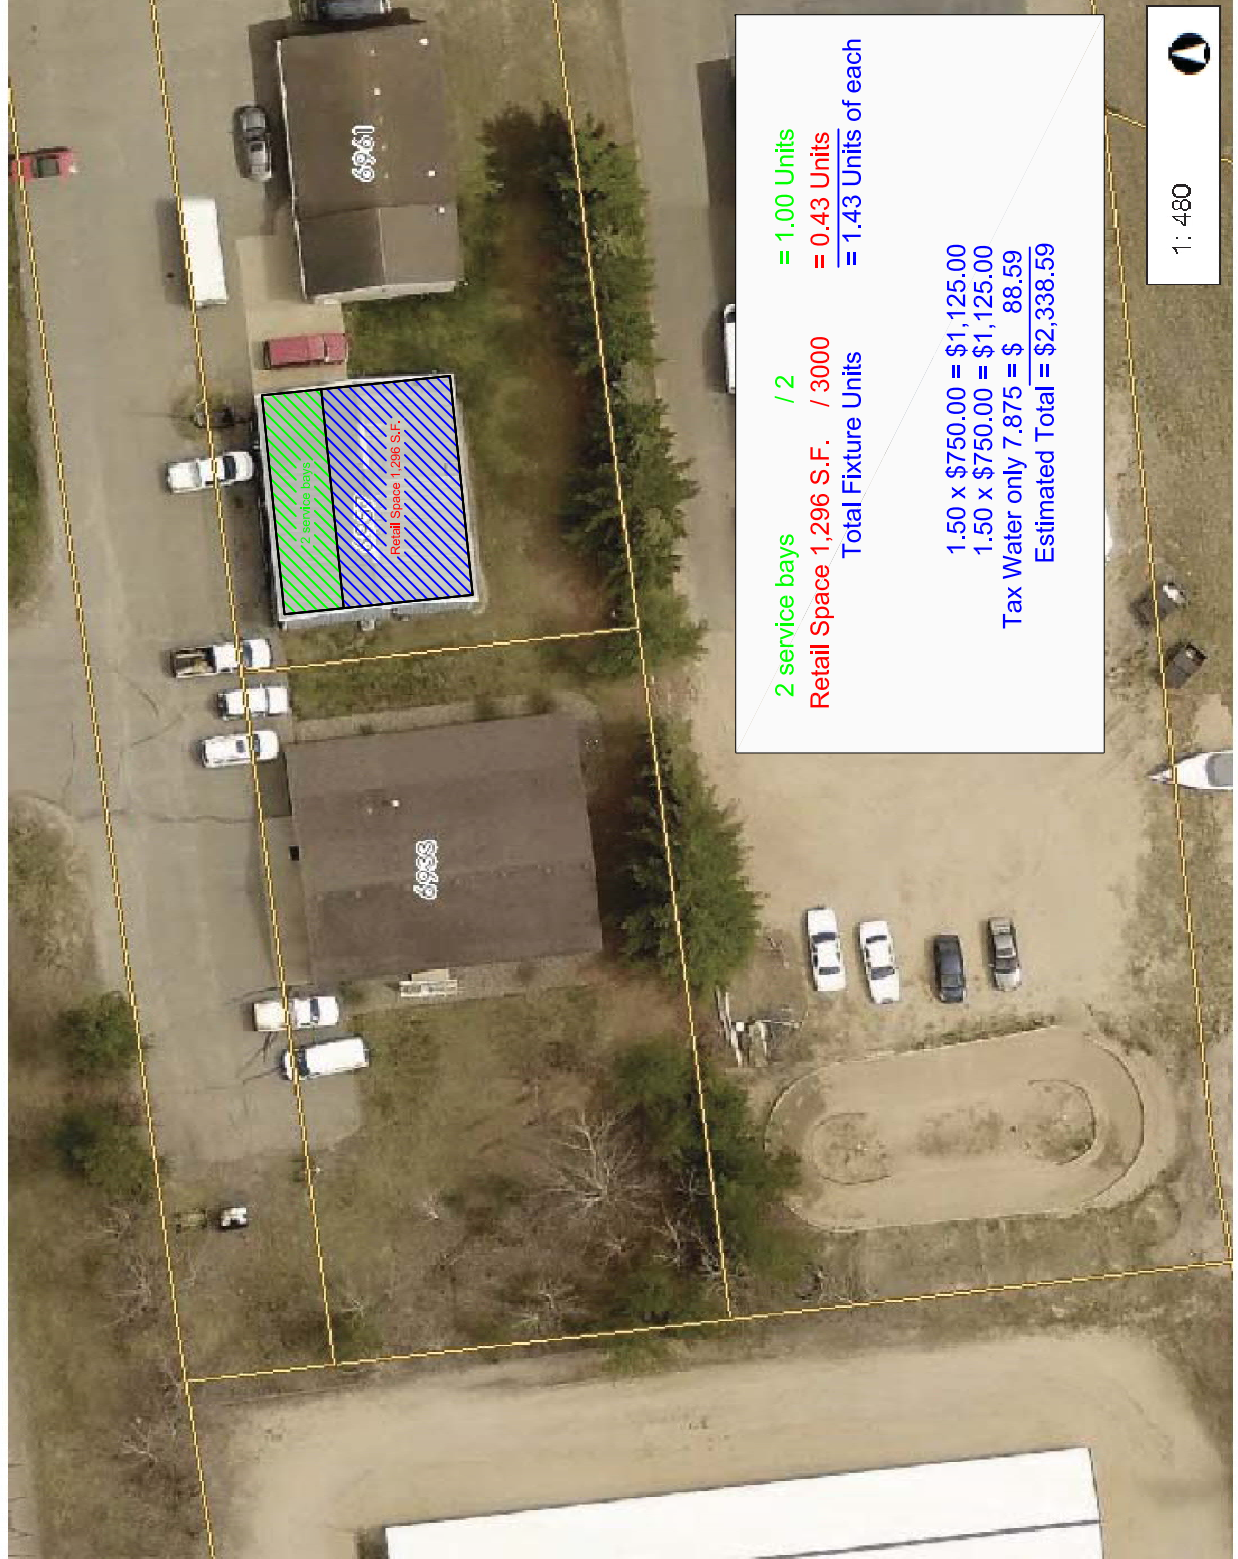 6961
2 service bays
Retail Space 1,296 S.F.
6933
2 service bays / 2 = 1.00 Units
Retail Space 1,296 S.F. / 3000 = 0.43 Units
Total Fixture Units = 1.43 Units of each
1.50 x $750.00 = $1,125.00
1.50 x $750.00 = $1,125.00
Tax Water only 7.875 = $ 88.59
Estimated Total = $2,338.59
1: 480